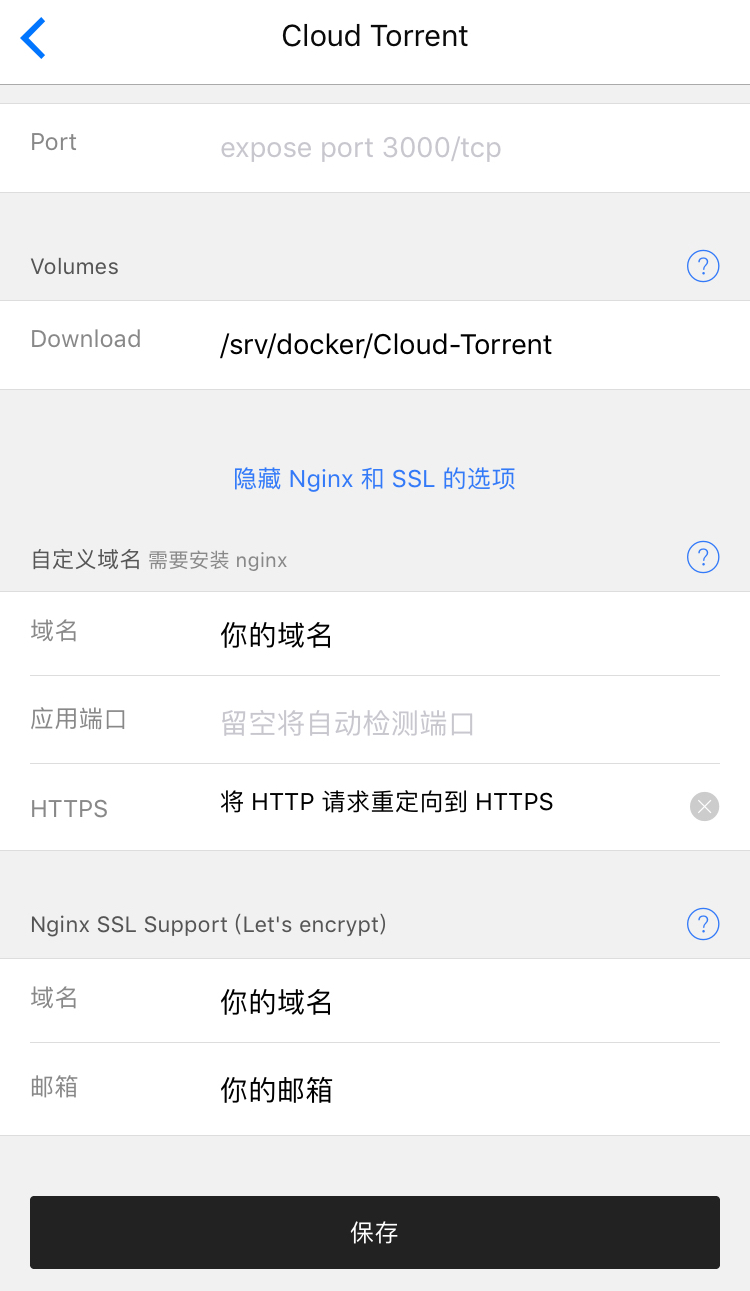 Cloud Torrent
Port expose port 3000/tcp
Volumes ?
Download /srv/docker/Cloud-Torrent
隐藏 Nginx 和 SSL 的选项
自定义域名 需要安装 nginx ?
域名 你的域名
应用端口 留空将自动检测端口
HTTPS 将 HTTP 请求重定向到 HTTPS
Nginx SSL Support (Let's encrypt) ?
域名 你的域名
邮箱 你的邮箱
保存